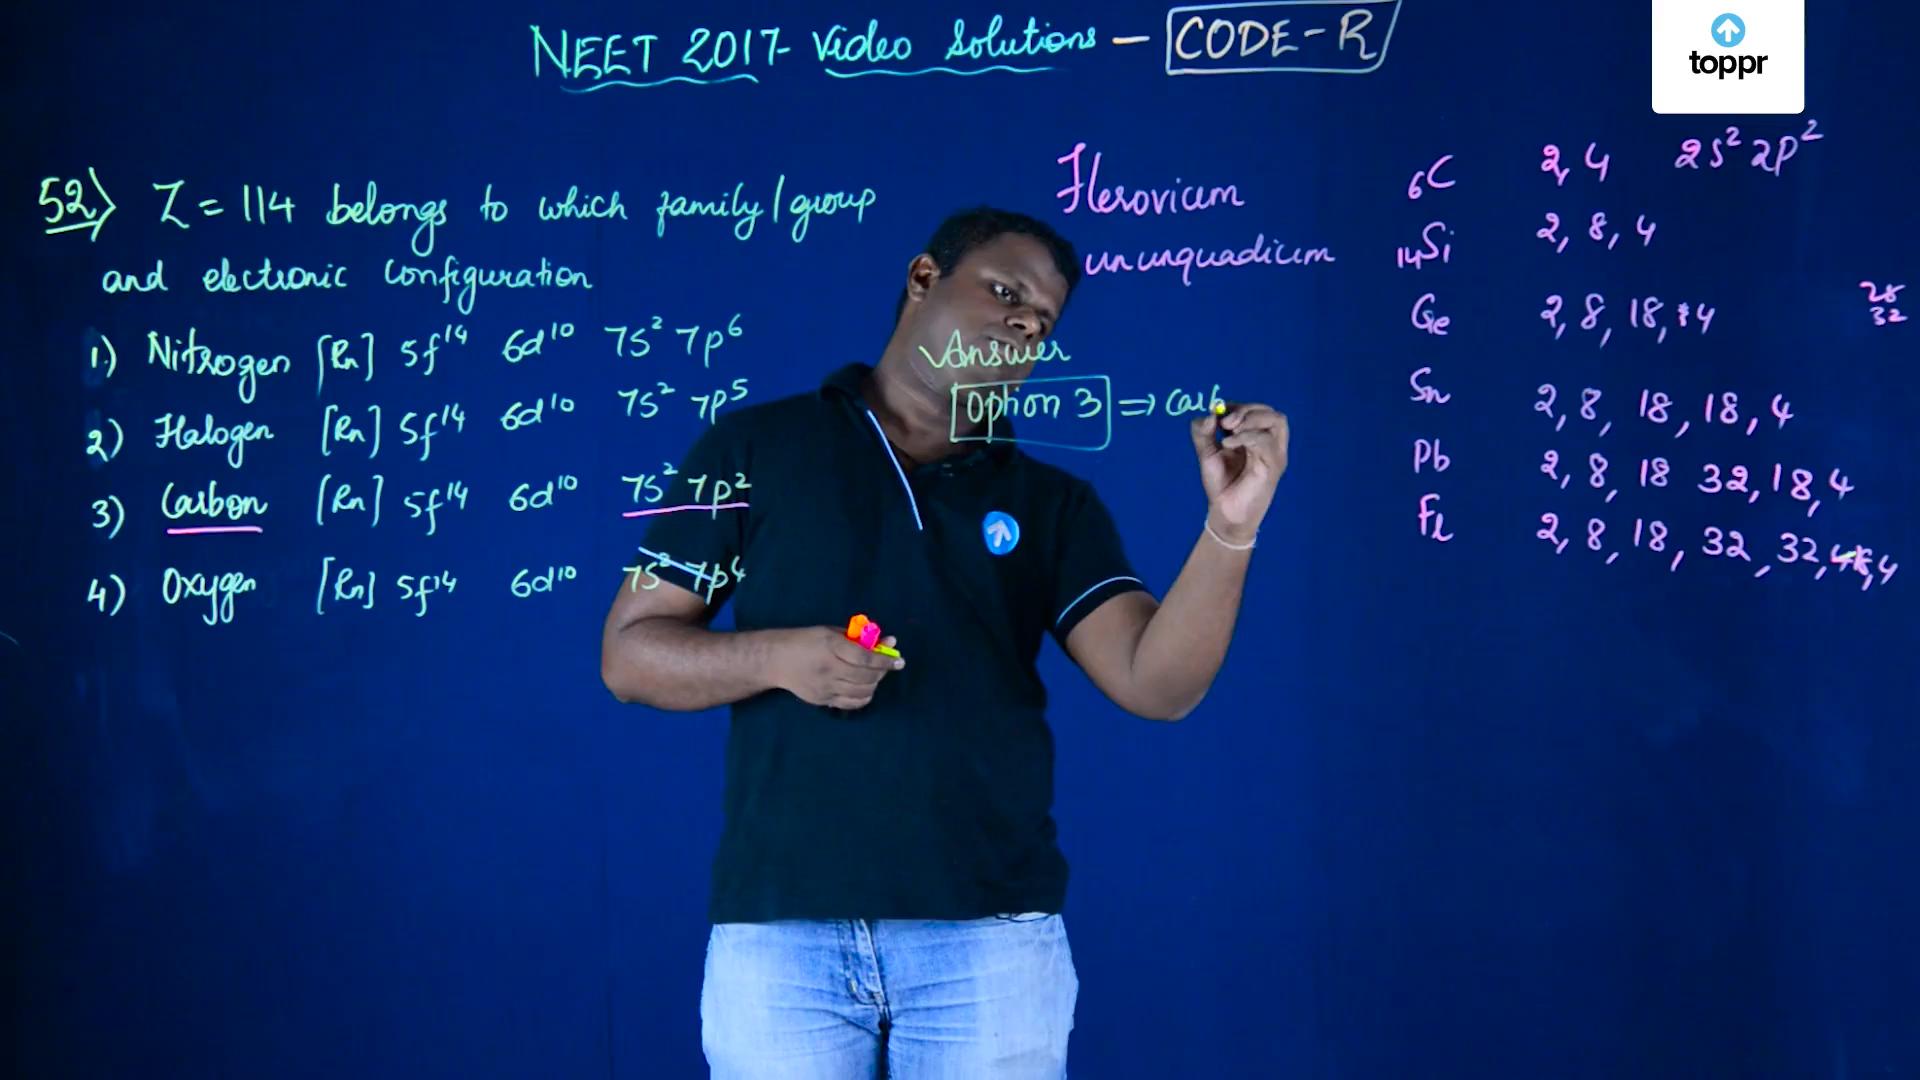 NEET 2017- Video Solutions - CODE-R
toppr
52) Z = 114 belongs to which family/group
and electronic configuration
1) Nitrogen [Rn] 5f¹⁴ 6d¹⁰ 7s² 7p⁶
2) Halogen [Rn] 5f¹⁴ 6d¹⁰ 7s² 7p⁵
3) Carbon [Rn] 5f¹⁴ 6d¹⁰ 7s² 7p²
4) Oxygen [Rn] 5f¹⁴ 6d¹⁰ 7s² 7p⁴
Flerovium
ununquadium
Answer
Option 3 ⇒ Carb
₆C 2, 4 2s² 2p²
₁₄Si 2, 8, 4
Ge 2, 8, 18, 4
Sn 2, 8, 18, 18, 4
Pb 2, 8, 18 32, 18, 4
Fl 2, 8, 18, 32, 32, 18, 4
32